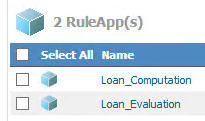 2 RuleApp(s)
Select All Name
Loan_Computation
Loan_Evaluation